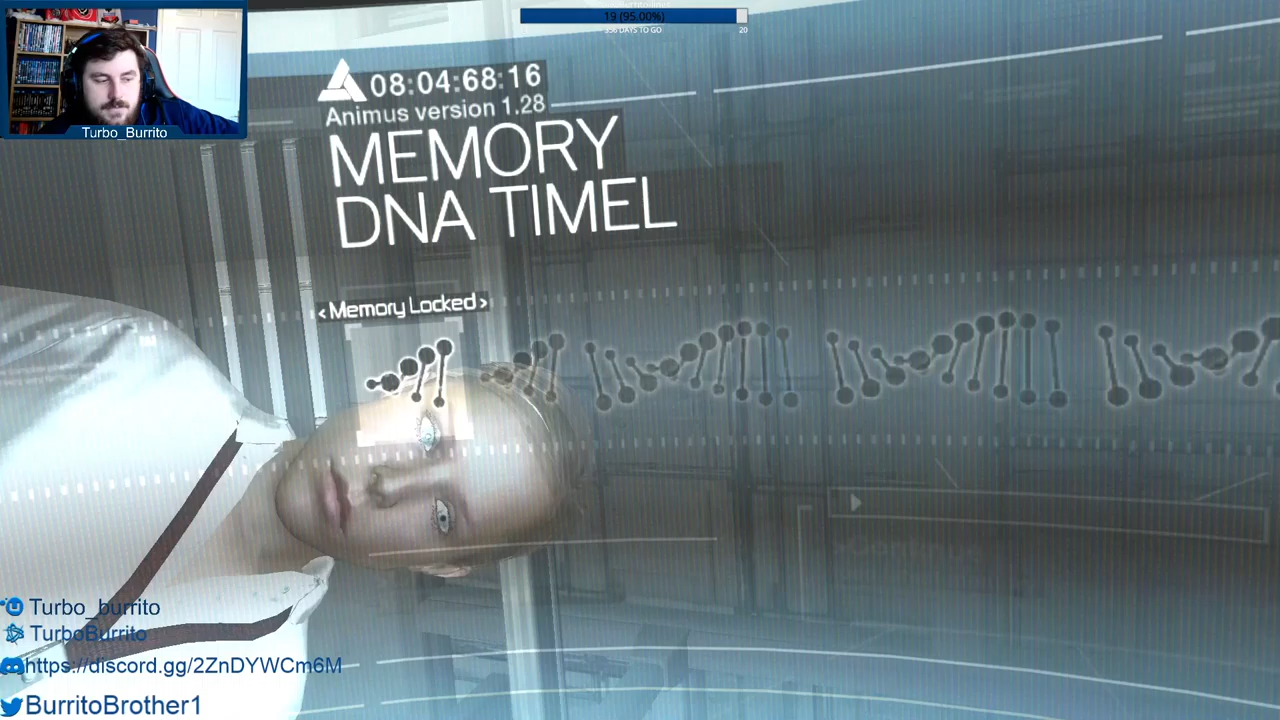 19 (95.00%)
356 DAYS TO GO
20
Turbo_Burrito
08:04:68:16
Animus version 1.28
MEMORY
DNA TIMEL
<Memory Locked>
Turbo_burrito
TurboBurrito
https://discord.gg/2ZnDYWCm6M
BurritoBrother1